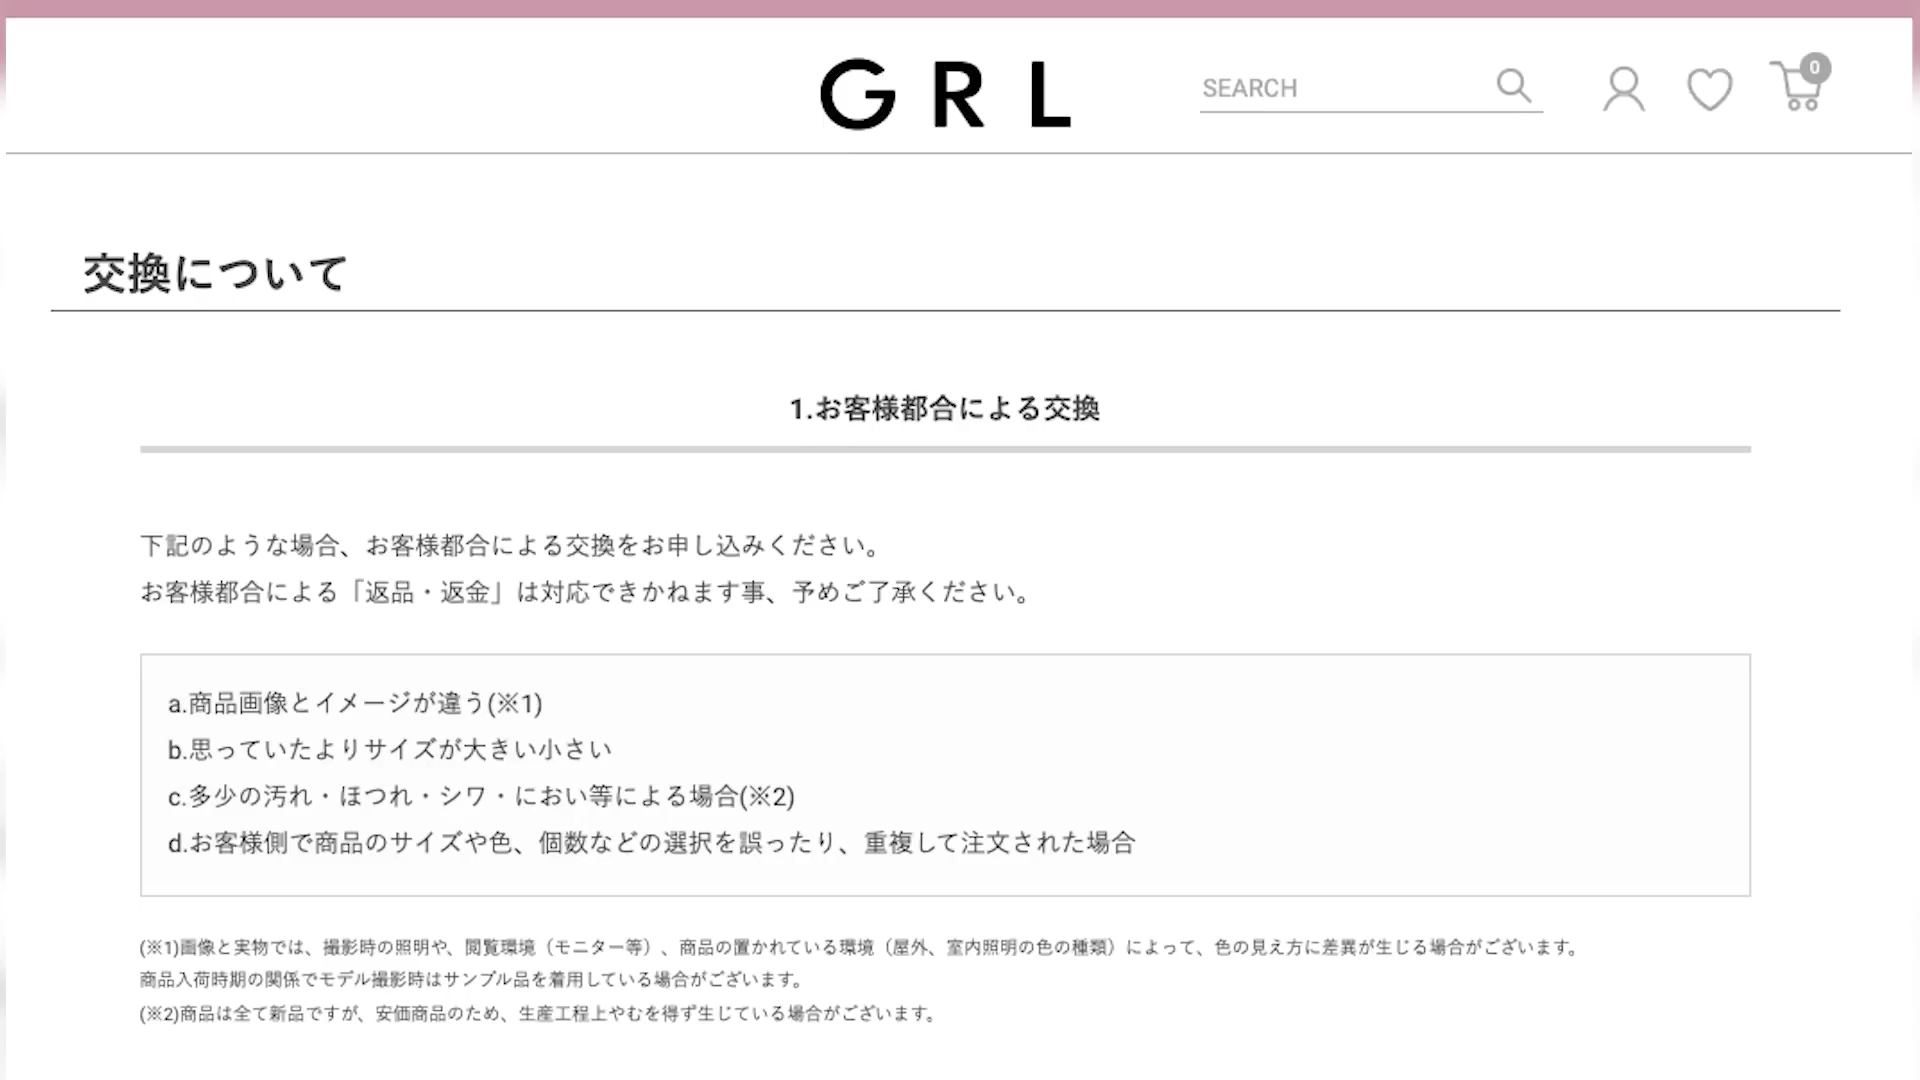 GRL
SEARCH
0
交換について
1.お客様都合による交換
下記のような場合、お客様都合による交換をお申し込みください。
お客様都合による「返品・返金」は対応できかねます事、予めご了承ください。
a.商品画像とイメージが違う(※1)
b.思っていたよりサイズが大きい小さい
c.多少の汚れ・ほつれ・シワ・におい等による場合(※2)
d.お客様側で商品のサイズや色、個数などの選択を誤ったり、重複して注文された場合
(※1)画像と実物では、撮影時の照明や、閲覧環境（モニター等）、商品の置かれている環境（屋外、室内照明の色の種類）によって、色の見え方に差異が生じる場合がございます。
商品入荷時期の関係でモデル撮影時はサンプル品を着用している場合がございます。
(※2)商品は全て新品ですが、安価商品のため、生産工程上やむを得ず生じている場合がございます。